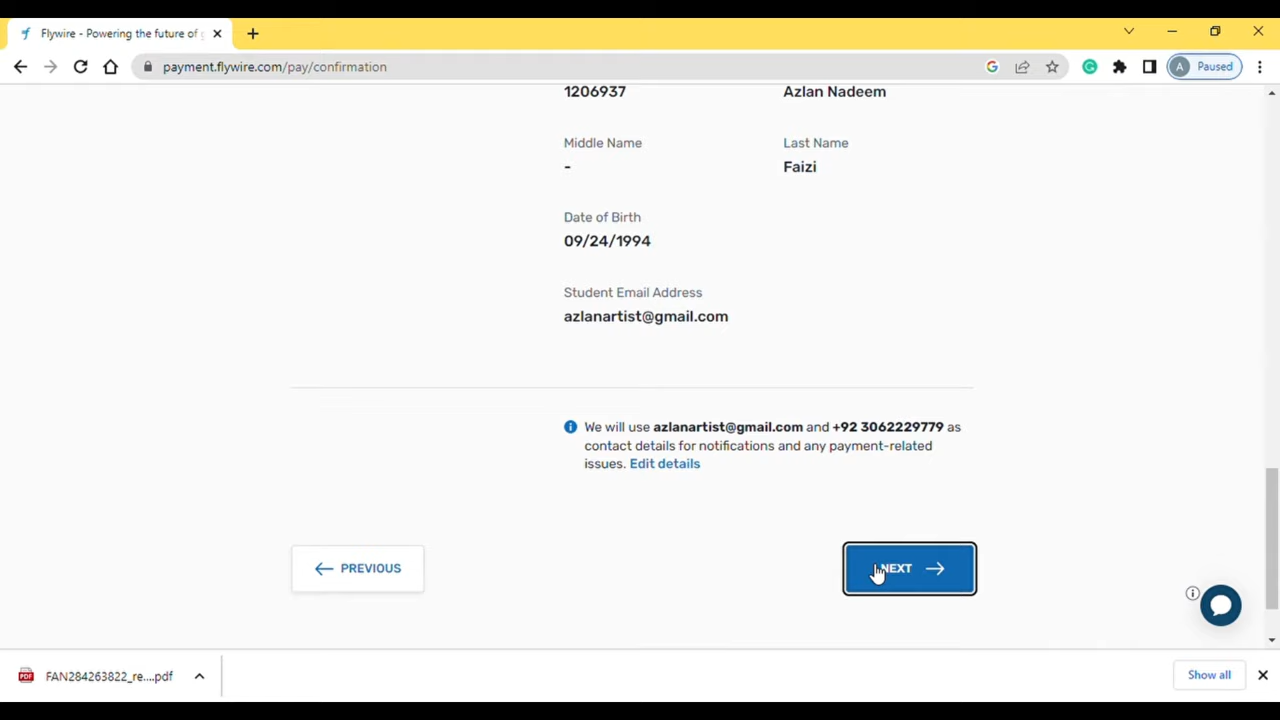 Flywire - Powering the future of
payment.flywire.com/pay/confirmation
A Paused
1206937
Azlan Nadeem
Middle Name
Last Name
-
Faizi
Date of Birth
09/24/1994
Student Email Address
azlanartist@gmail.com
We will use azlanartist@gmail.com and +92 3062229779 as
contact details for notifications and any payment-related
issues. Edit details
PREVIOUS
NEXT
FAN284263822_re....pdf
Show all